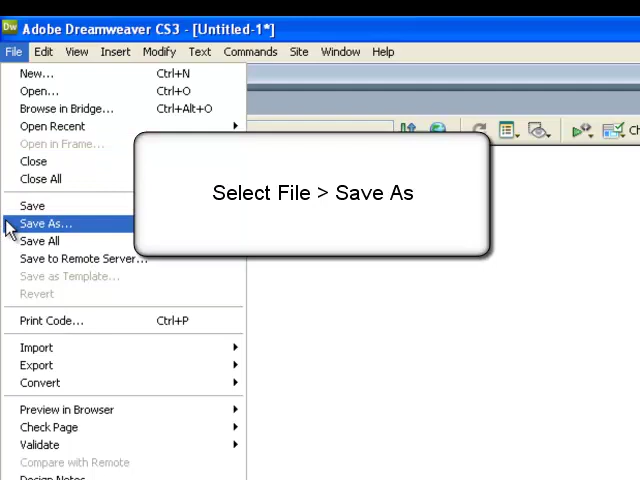 Dw Adobe Dreamweaver CS3 - [Untitled-1*]
File Edit View Insert Modify Text Commands Site Window Help
New... Ctrl+N
Open... Ctrl+O
Browse in Bridge... Ctrl+Alt+O
Open Recent
Open in Frame...
Close
Close All
Save
Save As...
Save All
Save to Remote Server...
Save as Template...
Revert
Print Code... Ctrl+P
Import
Export
Convert
Preview in Browser
Check Page
Validate
Compare with Remote
Design Notes...
Select File > Save As